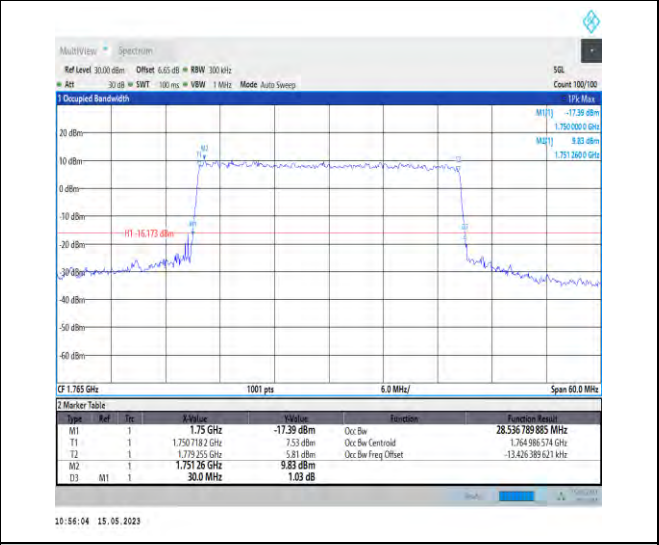 MultiView Spectrum
Ref Level 30.00 dBm Offset 6.65 dB RBW 300 kHz SGL
Att 30 dB SWT 100 ms VBW 1 MHz Mode Auto Sweep Count 100/100
1 Occupied Bandwidth 1Pk Max
M1[1] -17.39 dBm
1.750 000 0 GHz
M2[1] 9.83 dBm
1.751 260 0 GHz
20 dBm
M2
T1
10 dBm
0 dBm
-10 dBm
M1
H1 -16.173 dBm
-20 dBm
-30 dBm
-40 dBm
-50 dBm
-60 dBm
CF 1.765 GHz 1001 pts 6.0 MHz/ Span 60.0 MHz
2 Marker Table
Type Ref Trc X-Value Y-Value Function Function Result
M1 1 1.75 GHz -17.39 dBm Occ Bw 28.536 789 885 MHz
T1 1 1.750 718 2 GHz 7.53 dBm Occ Bw Centroid 1.764 986 574 GHz
T2 1 1.779 255 GHz 5.81 dBm Occ Bw Freq Offset -13.426 389 621 kHz
M2 1 1.751 26 GHz 9.83 dBm
D3 M1 1 30.0 MHz 1.03 dB
10:56:04 15.05.2023